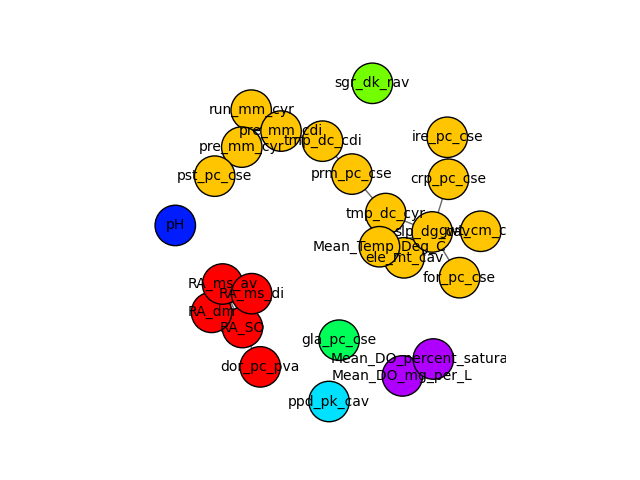 sgr_dk_rav
run_mm_cyr
pre_mm_cdi
ire_pc_cse
tmp_dc_cdi
pre_mm_cyr
prm_pc_cse
pst_pc_cse
crp_pc_cse
tmp_dc_cyr
pH
slp_dg_cav
Mean_Temp_Deg_C
ele_mt_cav
for_pc_cse
RA_ms_av
RA_ms_di
RA_dm
RA_SO
gla_pc_cse
Mean_DO_percent_satura
dor_pc_pva
Mean_DO_mg_per_L
ppd_pk_cav